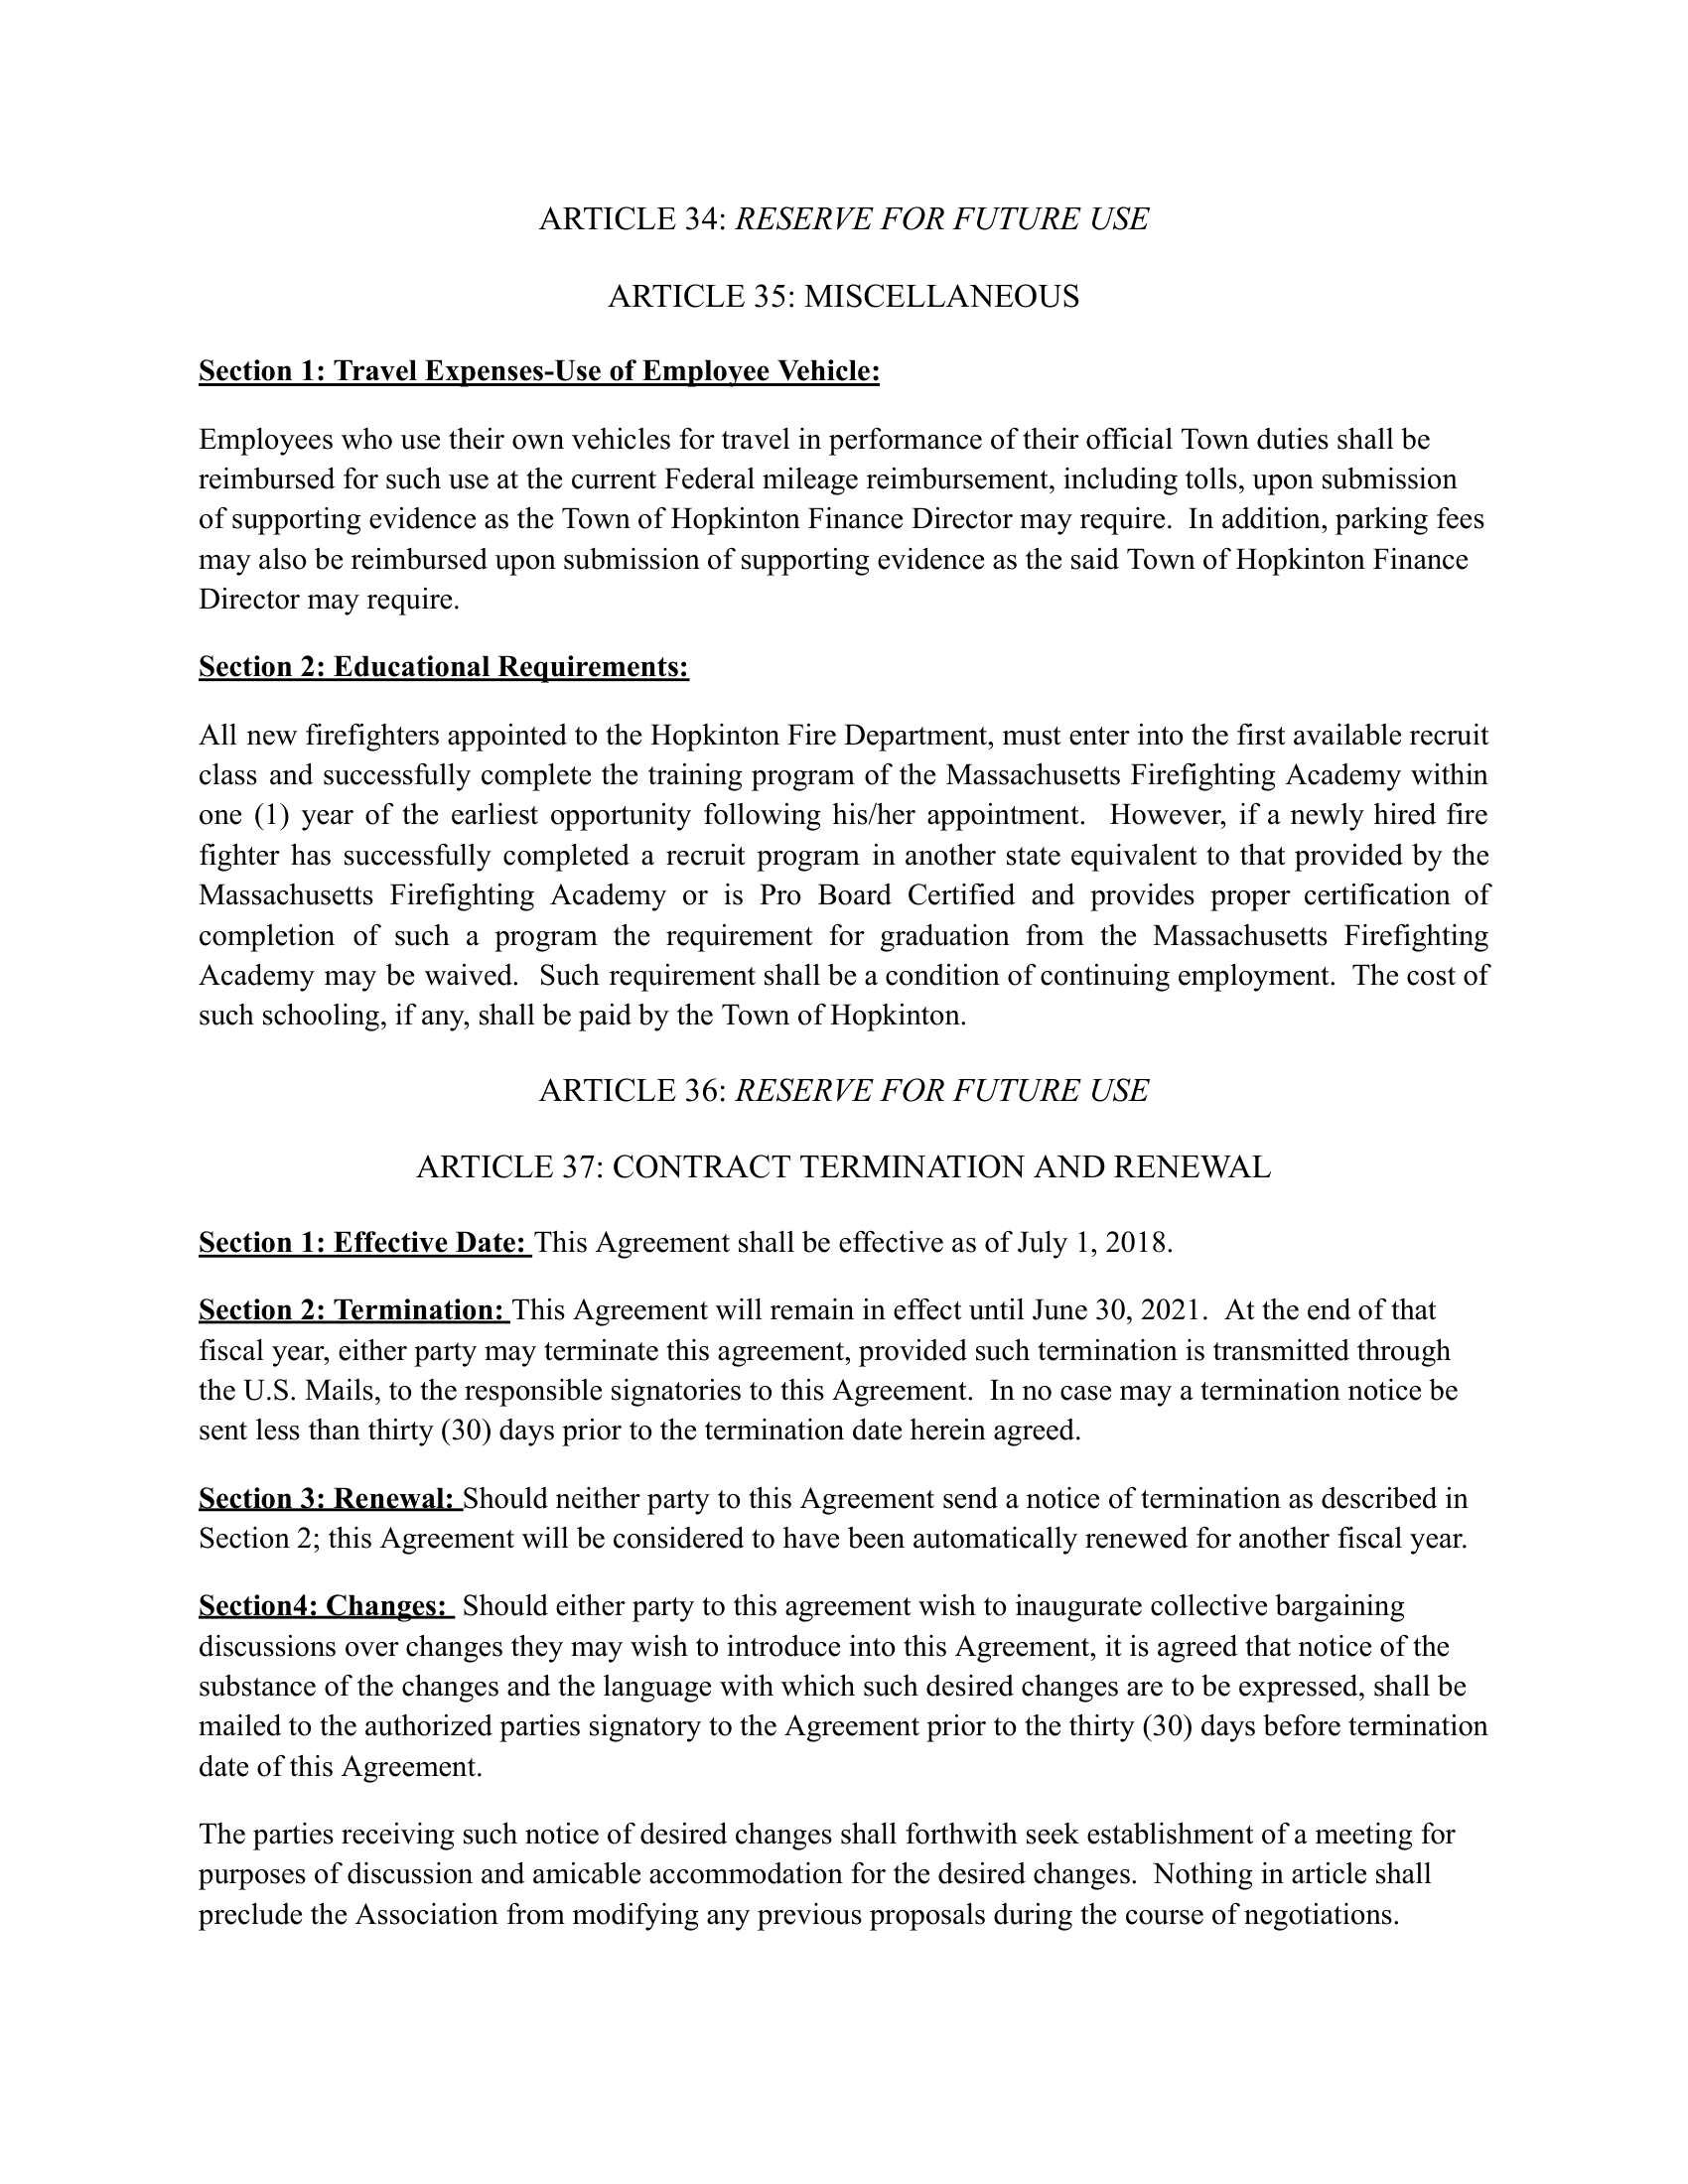 ARTICLE 34: RESERVE FOR FUTURE USE
ARTICLE 35: MISCELLANEOUS
Section 1: Travel Expenses-Use of Employee Vehicle:
Employees who use their own vehicles for travel in performance of their official Town duties shall be
reimbursed for such use at the current Federal mileage reimbursement, including tolls, upon submission
of supporting evidence as the Town of Hopkinton Finance Director may require.  In addition, parking fees
may also be reimbursed upon submission of supporting evidence as the said Town of Hopkinton Finance
Director may require.
Section 2: Educational Requirements:
All new firefighters appointed to the Hopkinton Fire Department, must enter into the first available recruit
class and successfully complete the training program of the Massachusetts Firefighting Academy within
one (1) year of the earliest opportunity following his/her appointment.  However, if a newly hired fire
fighter has successfully completed a recruit program in another state equivalent to that provided by the
Massachusetts Firefighting Academy or is Pro Board Certified and provides proper certification of
completion of such a program the requirement for graduation from the Massachusetts Firefighting
Academy may be waived.  Such requirement shall be a condition of continuing employment.  The cost of
such schooling, if any, shall be paid by the Town of Hopkinton.
ARTICLE 36: RESERVE FOR FUTURE USE
ARTICLE 37: CONTRACT TERMINATION AND RENEWAL
Section 1: Effective Date: This Agreement shall be effective as of July 1, 2018.
Section 2: Termination: This Agreement will remain in effect until June 30, 2021.  At the end of that
fiscal year, either party may terminate this agreement, provided such termination is transmitted through
the U.S. Mails, to the responsible signatories to this Agreement.  In no case may a termination notice be
sent less than thirty (30) days prior to the termination date herein agreed.
Section 3: Renewal: Should neither party to this Agreement send a notice of termination as described in
Section 2; this Agreement will be considered to have been automatically renewed for another fiscal year.
Section4: Changes:  Should either party to this agreement wish to inaugurate collective bargaining
discussions over changes they may wish to introduce into this Agreement, it is agreed that notice of the
substance of the changes and the language with which such desired changes are to be expressed, shall be
mailed to the authorized parties signatory to the Agreement prior to the thirty (30) days before termination
date of this Agreement.
The parties receiving such notice of desired changes shall forthwith seek establishment of a meeting for
purposes of discussion and amicable accommodation for the desired changes.  Nothing in article shall
preclude the Association from modifying any previous proposals during the course of negotiations.